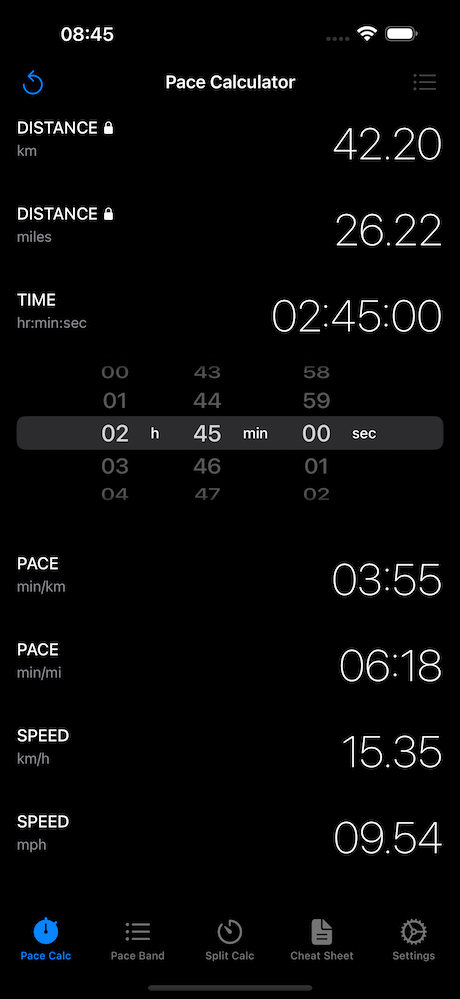 08:45
Pace Calculator
DISTANCE
km
42.20
DISTANCE
miles
26.22
TIME
hr:min:sec
02:45:00
00 43 58
01 44 59
02 h 45 min 00 sec
03 46 01
04 47 02
PACE
min/km
03:55
PACE
min/mi
06:18
SPEED
km/h
15.35
SPEED
mph
09.54
Pace Calc Pace Band Split Calc Cheat Sheet Settings